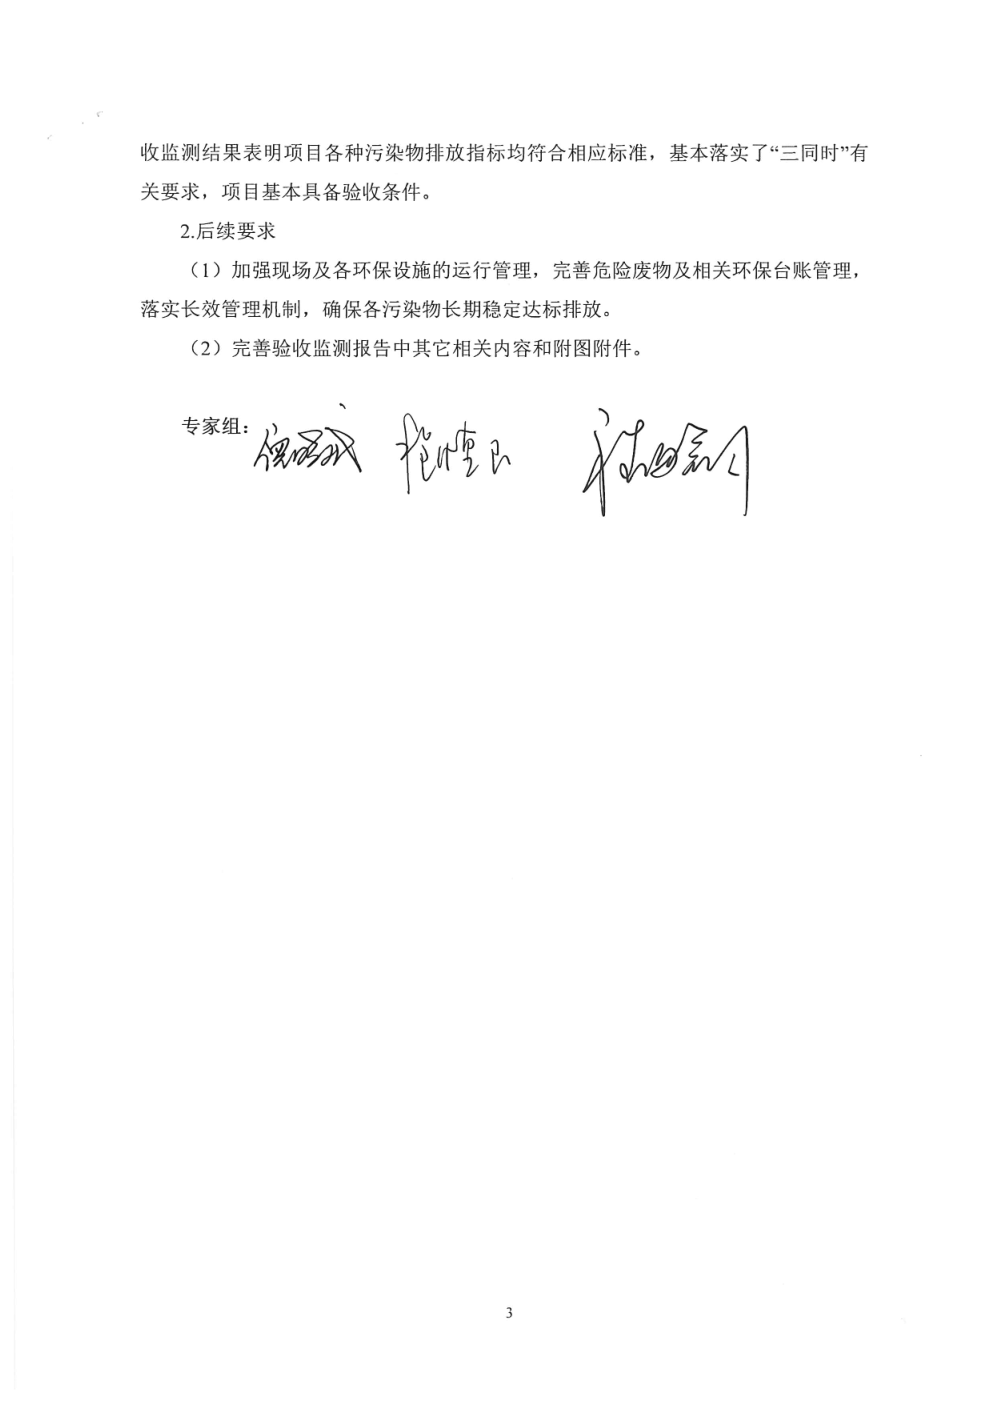 收监测结果表明项目各种污染物排放指标均符合相应标准，基本落实了“三同时”有
关要求，项目基本具备验收条件。
2.后续要求
（1）加强现场及各环保设施的运行管理，完善危险废物及相关环保台账管理，
落实长效管理机制，确保各污染物长期稳定达标排放。
（2）完善验收监测报告中其它相关内容和附图附件。
专家组：
3